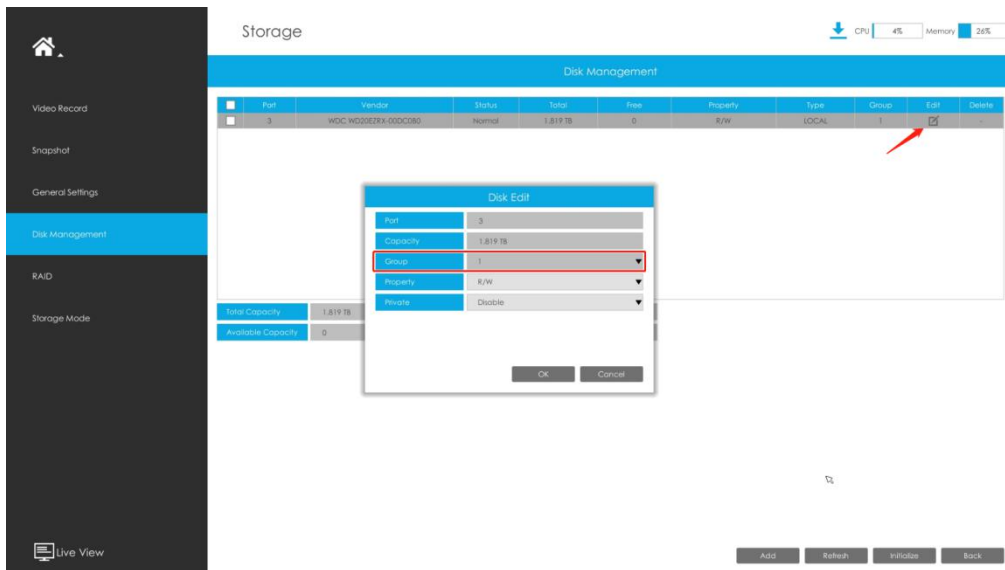 Storage
CPU 4% Memory 26%
Disk Management
Video Record
Snapshot
General Settings
Disk Management
RAID
Storage Mode
Live View
Port Vendor Status Total Free Property Type Group Edit Delete
3 WDC WD20EZRX-00DC0B0 Normal 1.819 TB 0 R/W LOCAL 1 -
Disk Edit
Port 3
Capacity 1.819 TB
Group 1
Property R/W
Private Disable
OK Cancel
Total Capacity 1.819 TB
Available Capacity 0
Add Refresh Initialize Back